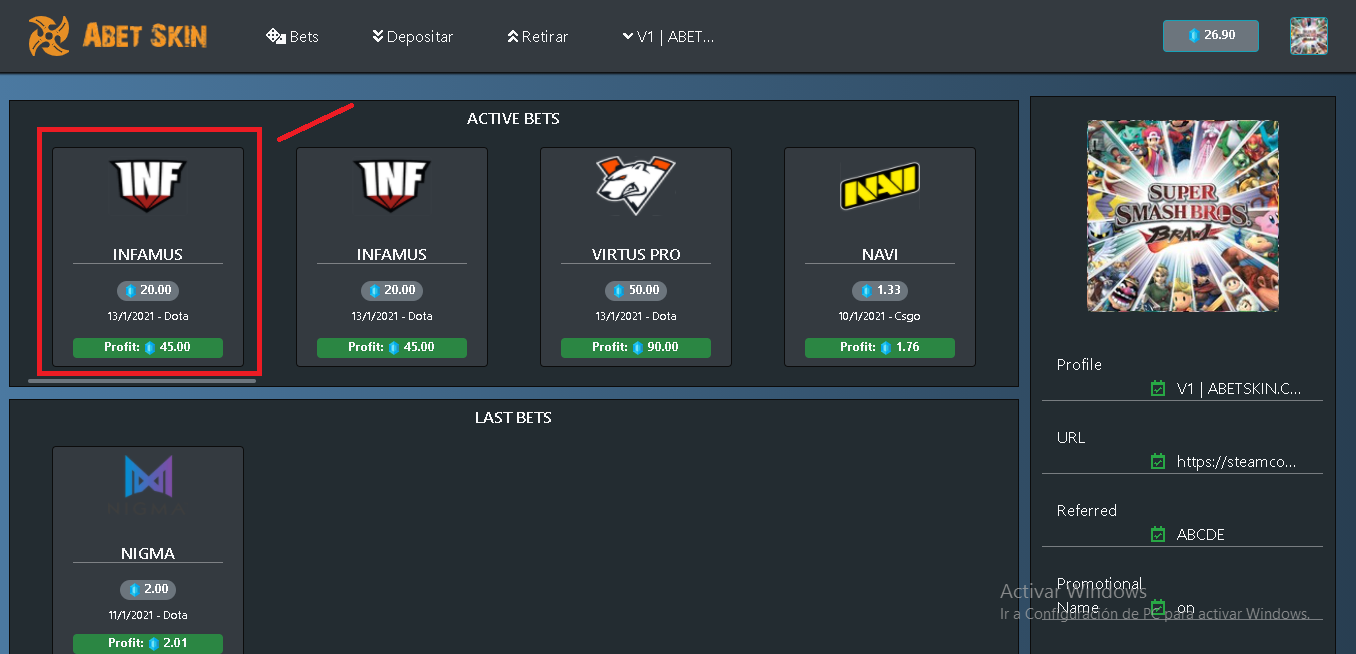 ABET SKIN
Bets
Depositar
Retirar
V1 | ABET...
26.90
ACTIVE BETS
INF
INFAMUS
20.00
13/1/2021 - Dota
Profit: 45.00
INF
INFAMUS
20.00
13/1/2021 - Dota
Profit: 45.00
VIRTUS PRO
50.00
13/1/2021 - Dota
Profit: 90.00
NAVI
NAVI
1.33
10/1/2021 - Csgo
Profit: 1.76
LAST BETS
NIGMA
NIGMA
2.00
11/1/2021 - Dota
Profit: 2.01
SUPER
SMASH BROS.
BRAWL
Profile
V1 | ABETSKIN.C...
URL
https://steamco...
Referred
ABCDE
Promotional
Name
on
Activar Windows
Ir a Configuración de PC para activar Windows.